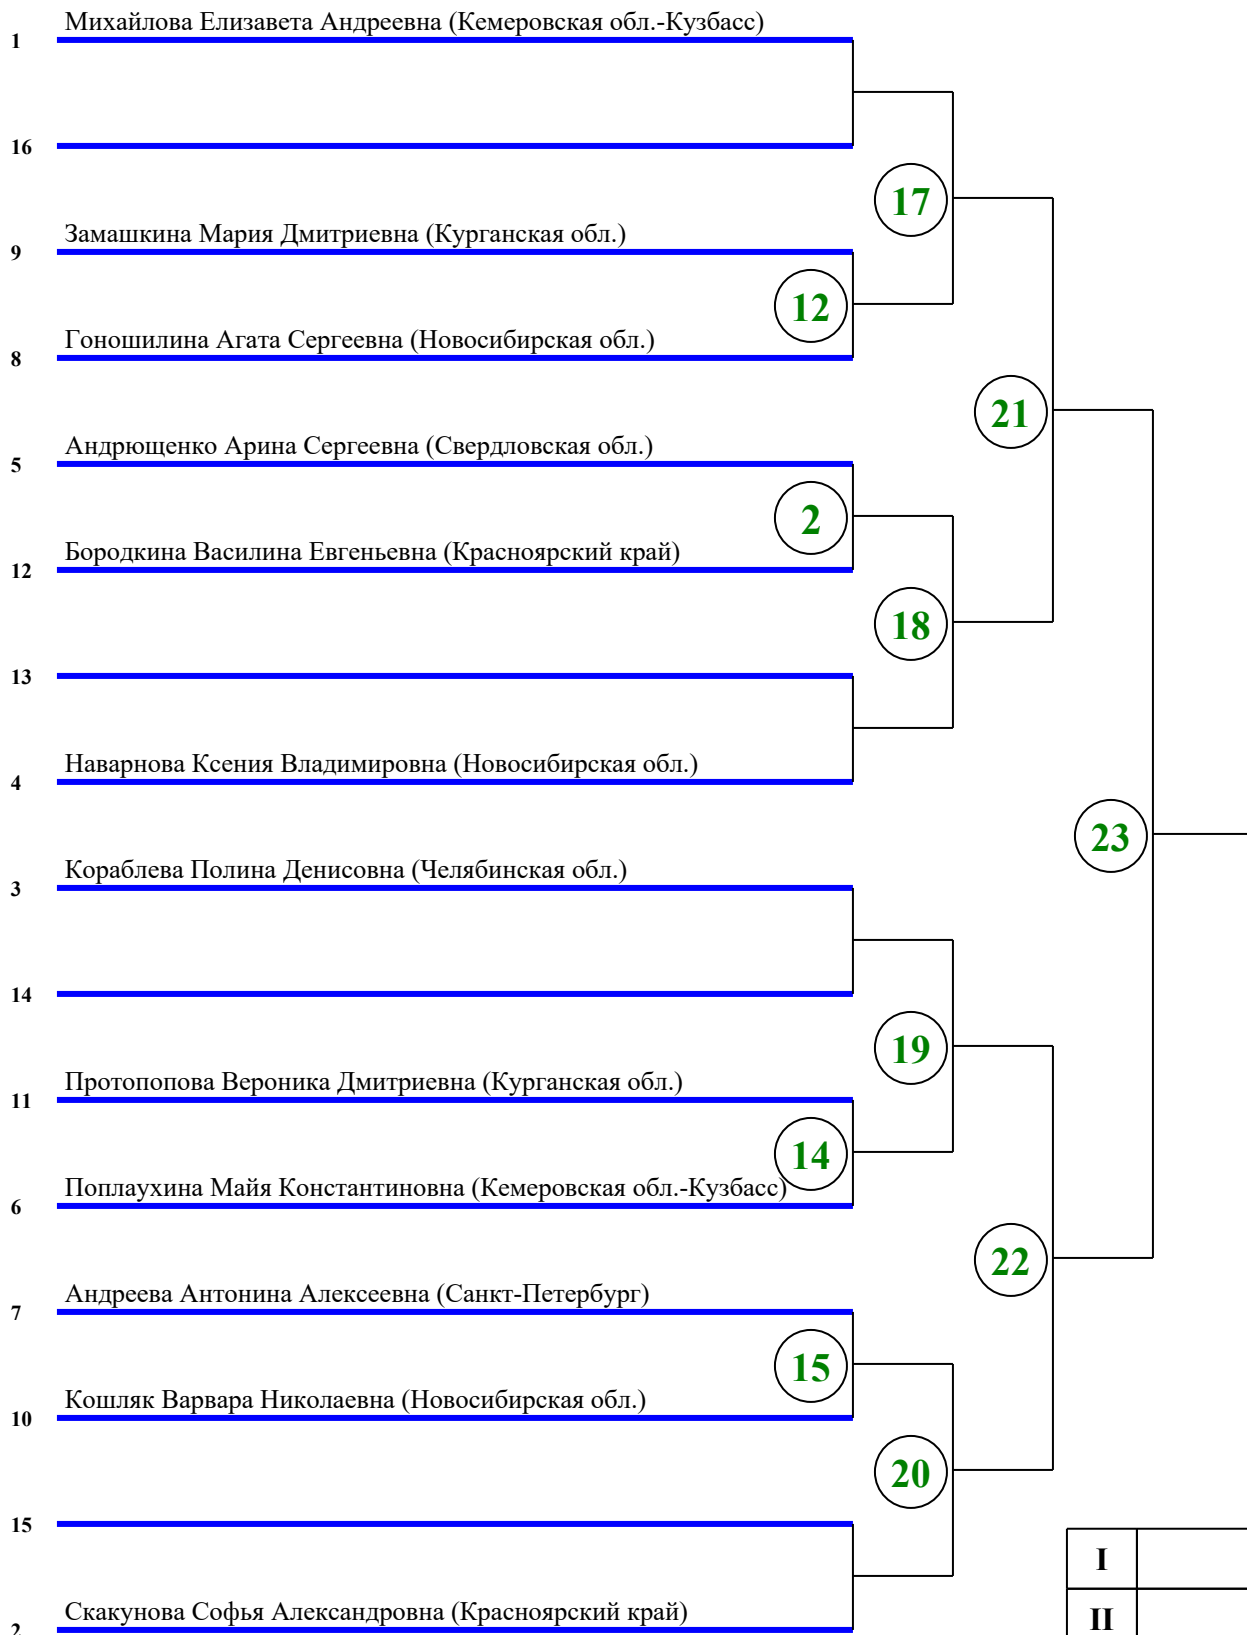 Михайлова Елизавета Андреевна (Кемеровская обл.-Кузбасс)
1
16
17
Замашкина Мария Дмитриевна (Курганская обл.)
9
12
Гоношилина Агата Сергеевна (Новосибирская обл.)
8
21
Андрющенко Арина Сергеевна (Свердловская обл.)
5
2
Бородкина Василина Евгеньевна (Красноярский край)
12
18
13
Наварнова Ксения Владимировна (Новосибирская обл.)
4
23
Кораблева Полина Денисовна (Челябинская обл.)
3
14
19
Протопопова Вероника Дмитриевна (Курганская обл.)
11
14
Поплаухина Майя Константиновна (Кемеровская обл.-Кузбасс)
6
22
Андреева Антонина Алексеевна (Санкт-Петербург)
7
15
Кошляк Варвара Николаевна (Новосибирская обл.)
10
20
15
I
Скакунова Софья Александровна (Красноярский край)
2
II